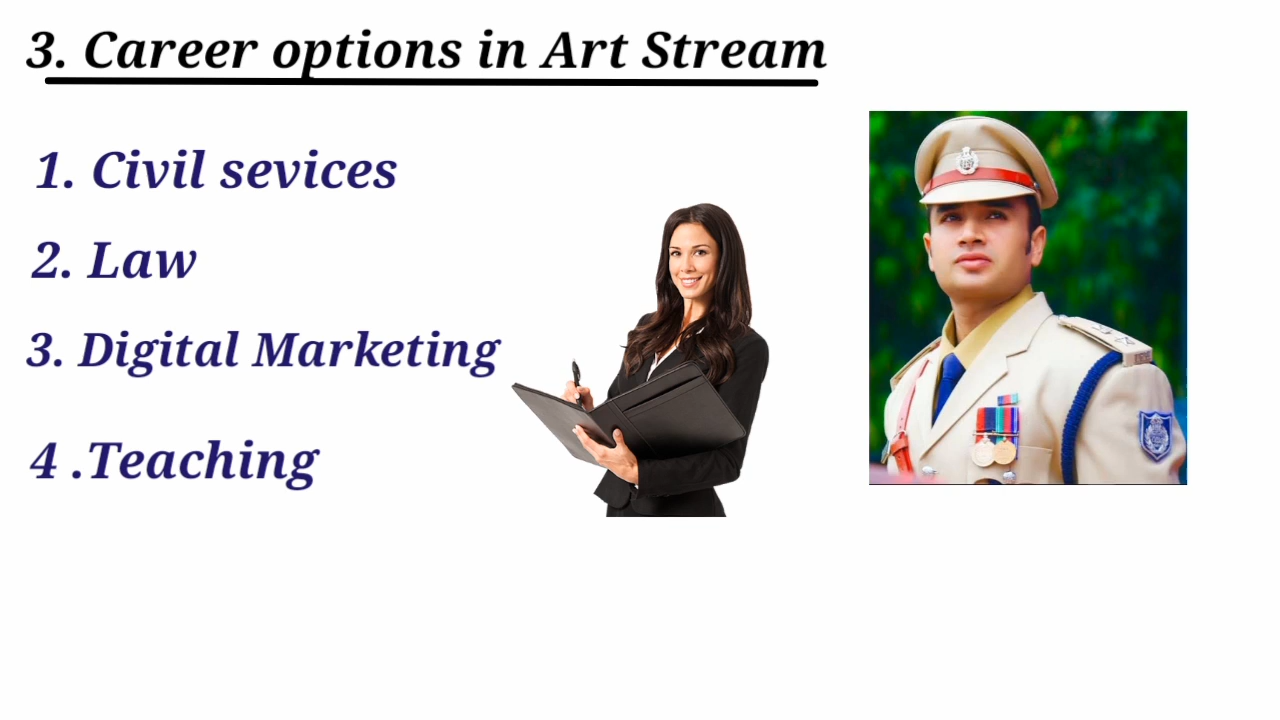 3. Career options in Art Stream
1. Civil sevices
2. Law
3. Digital Marketing
4 .Teaching